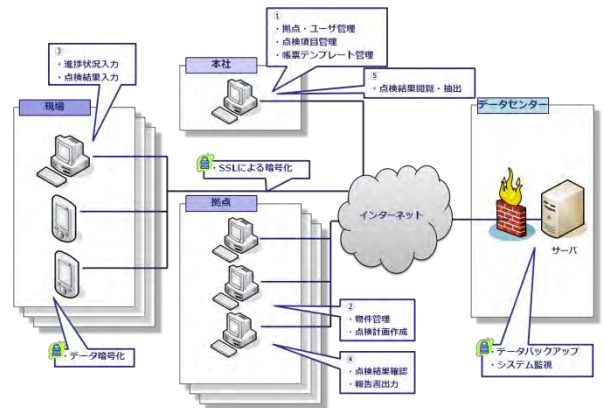 ①
・拠点・ユーザ管理
・点検項目管理
・帳票テンプレート管理
③
・進捗状況入力
・点検結果入力
本社
⑤
・点検結果閲覧・抽出
現場
データセンター
・SSLによる暗号化
拠点
インターネット
サーバ
②
・物件管理
・点検計画作成
・データ暗号化
④
・点検結果確認
・報告書出力
・データバックアップ
・システム監視